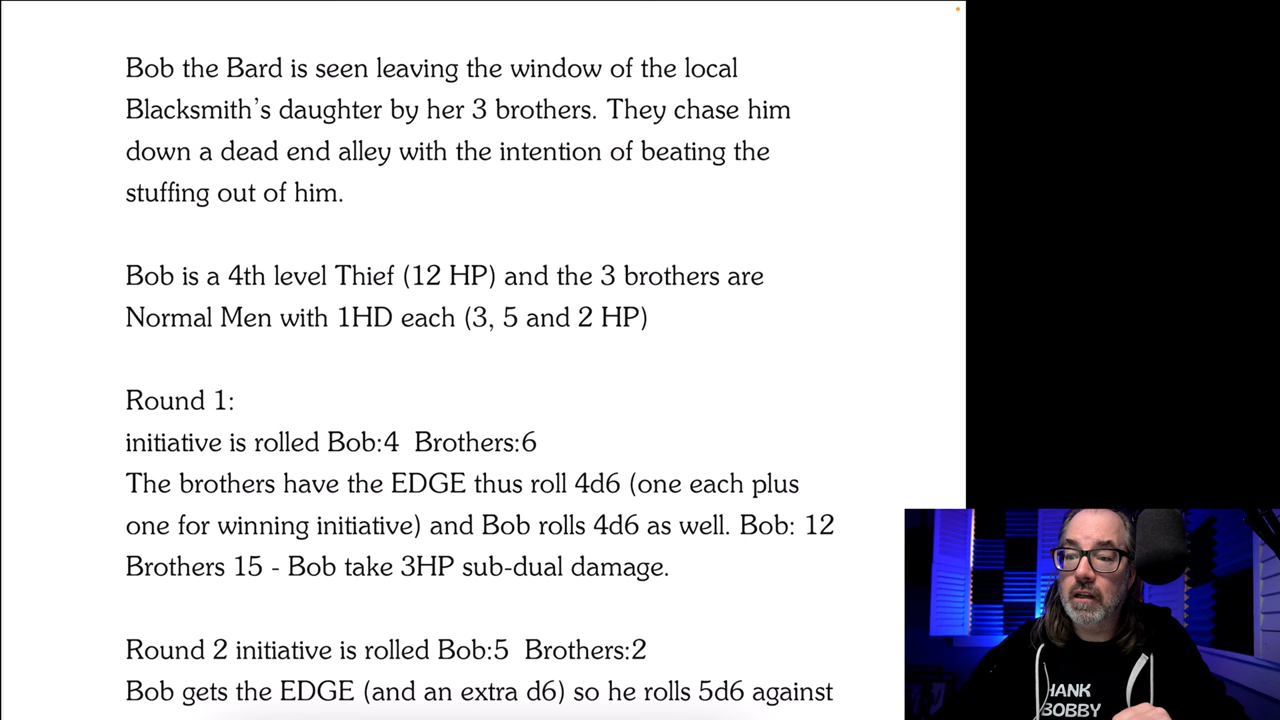 Bob the Bard is seen leaving the window of the local
Blacksmith's daughter by her 3 brothers. They chase him
down a dead end alley with the intention of beating the
stuffing out of him.
Bob is a 4th level Thief (12 HP) and the 3 brothers are
Normal Men with 1HD each (3, 5 and 2 HP)
Round 1:
initiative is rolled Bob:4  Brothers:6
The brothers have the EDGE thus roll 4d6 (one each plus
one for winning initiative) and Bob rolls 4d6 as well. Bob: 12
Brothers 15 - Bob take 3HP sub-dual damage.
Round 2 initiative is rolled Bob:5  Brothers:2
Bob gets the EDGE (and an extra d6) so he rolls 5d6 against
HANK
BOBBY